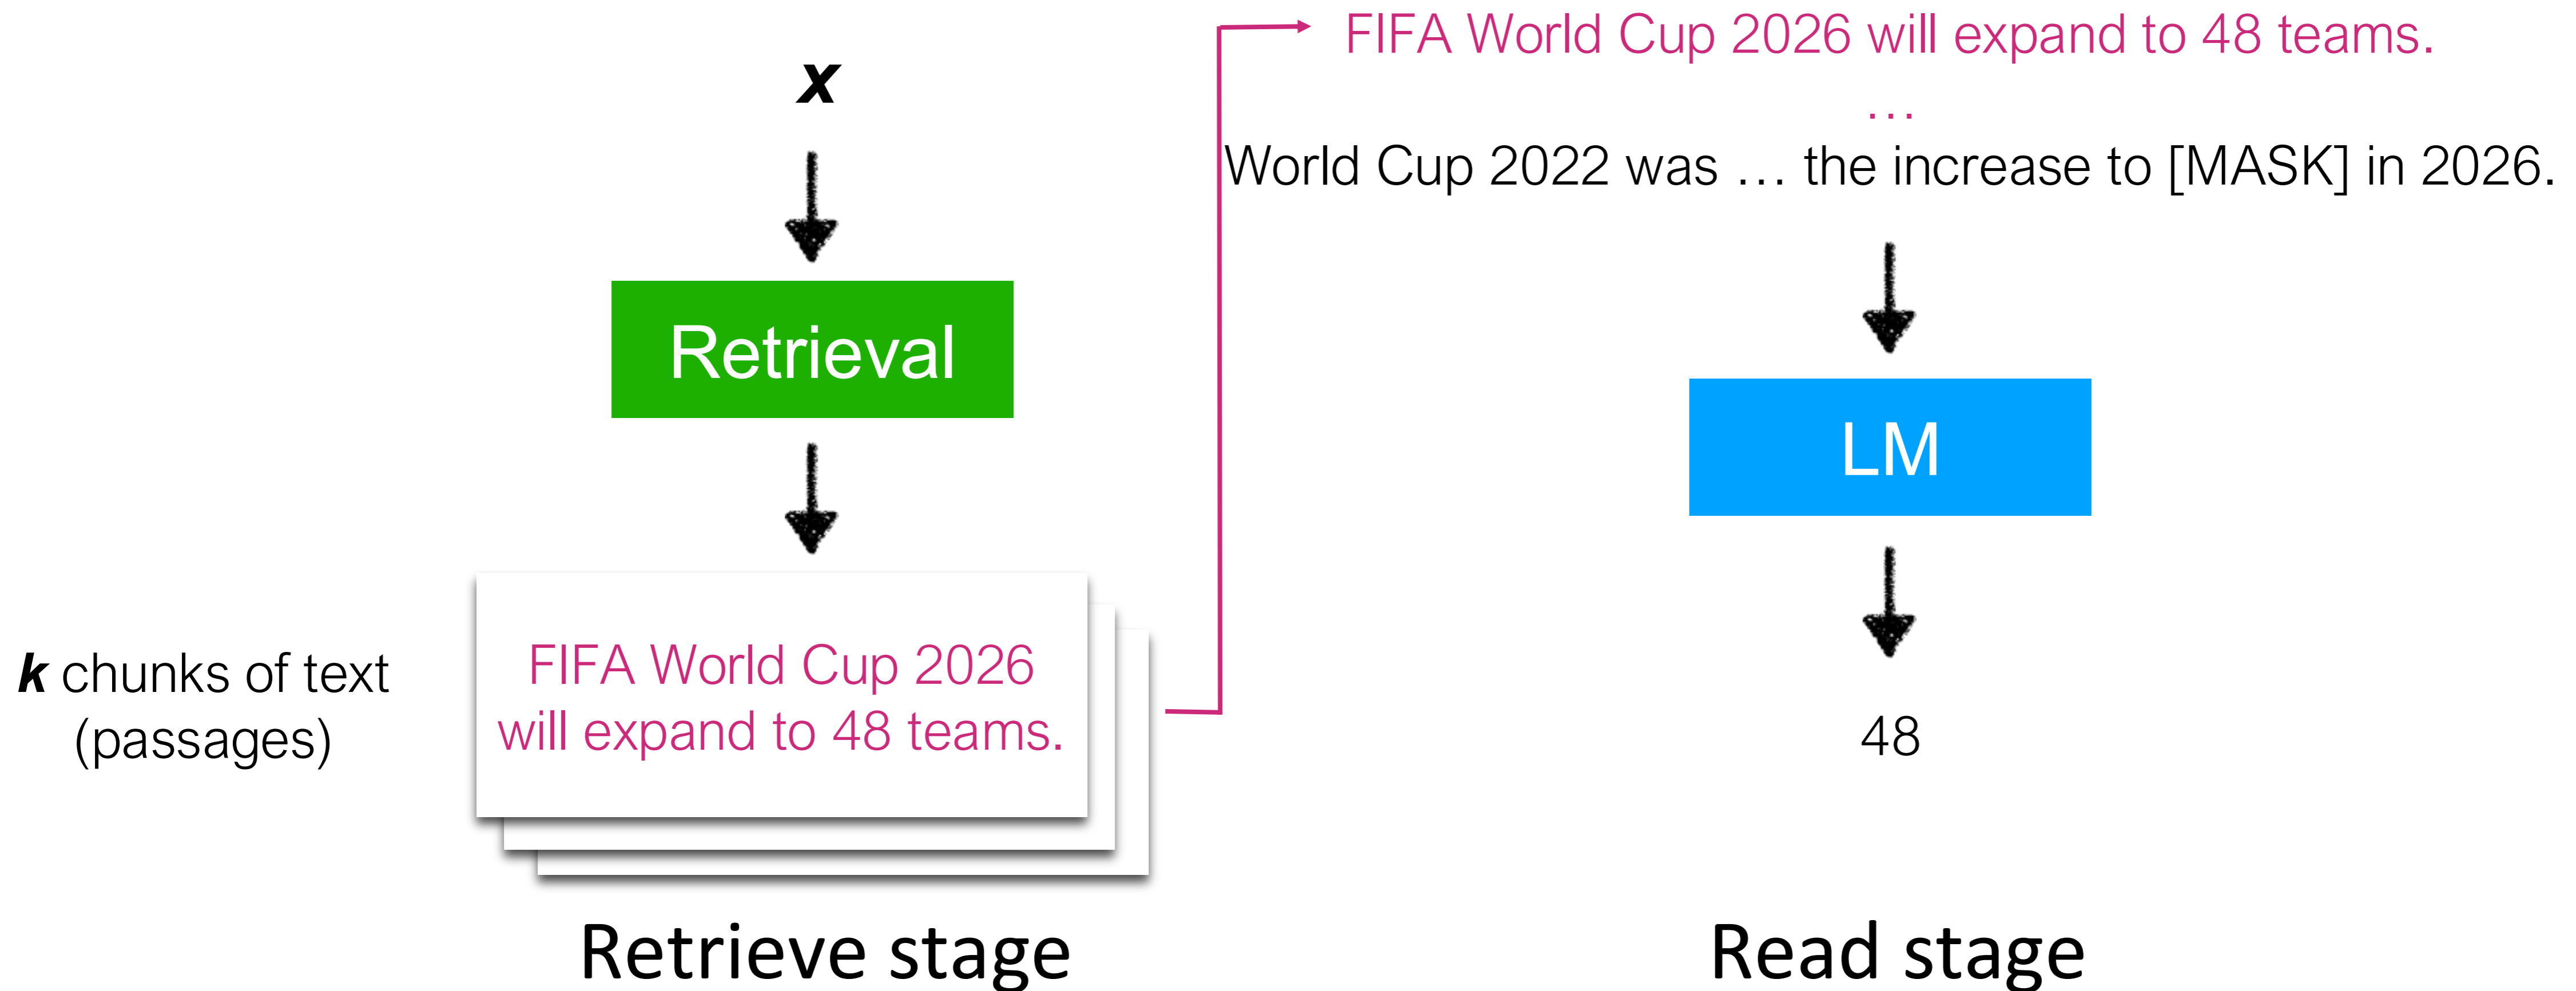 x
Retrieval
k chunks of text
(passages)
FIFA World Cup 2026
will expand to 48 teams.
Retrieve stage
FIFA World Cup 2026 will expand to 48 teams.
…
World Cup 2022 was … the increase to [MASK] in 2026.
LM
48
Read stage